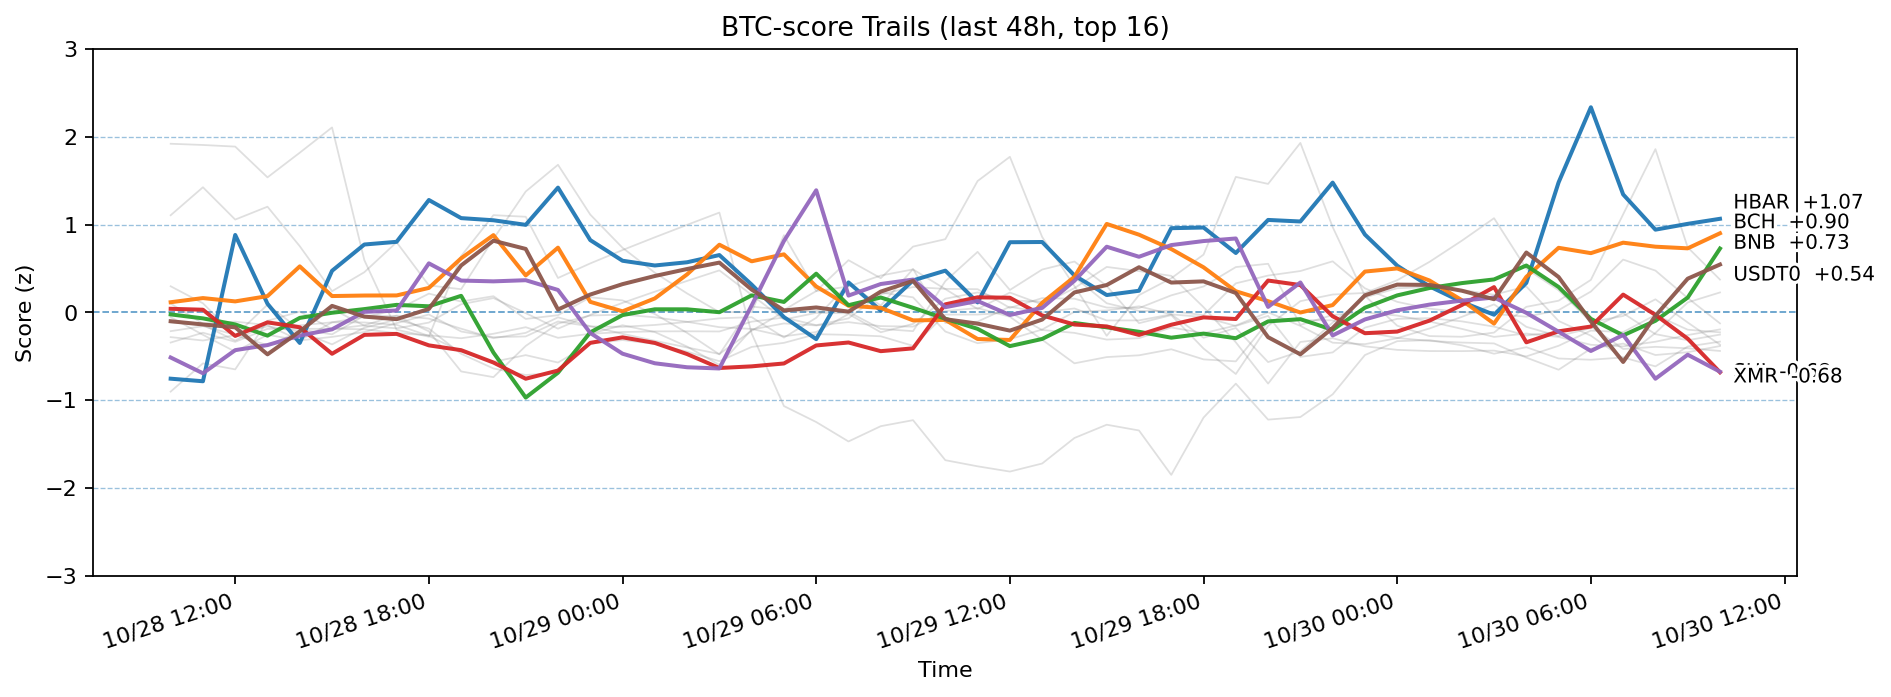 BTC-score Trails (last 48h, top 16)
Score (z)
3
2
1
0
−1
−2
−3
HBAR +1.07
BCH +0.90
BNB +0.73
USDT0 +0.54
XMR -0.68
10/28 12:00
10/28 18:00
10/29 00:00
10/29 06:00
10/29 12:00
10/29 18:00
10/30 00:00
10/30 06:00
10/30 12:00
Time